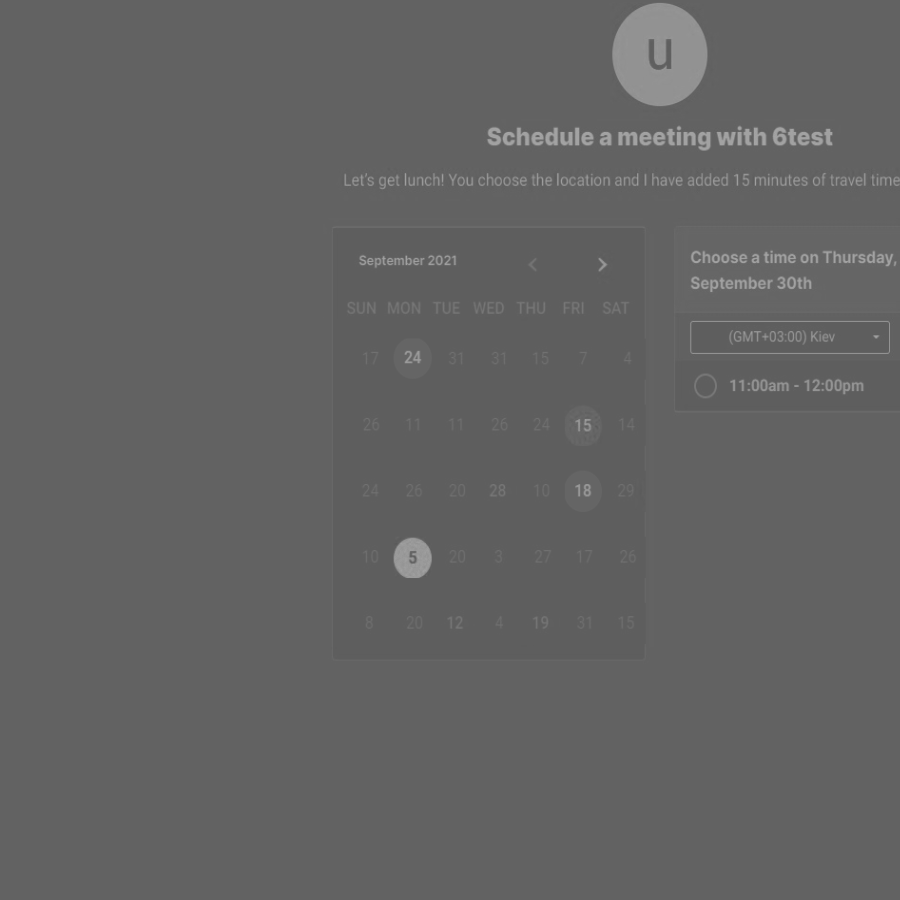 u
Schedule a meeting with 6test
Let's get lunch! You choose the location and I have added 15 minutes of travel time
September 2021
SUN MON TUE WED THU FRI SAT
17 24 31 31 15 7 4
26 11 11 26 24 15 14
24 26 20 28 10 18 29
10 5 20 3 27 17 26
8 20 12 4 19 31 15
Choose a time on Thursday,
September 30th
(GMT+03:00) Kiev
11:00am - 12:00pm